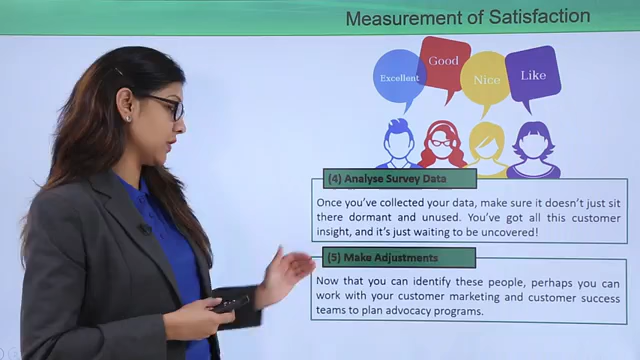 Measurement of Satisfaction
Excellent
Good
Nice
Like
(4) Analyse Survey Data
Once you've collected your data, make sure it doesn't just sit
there dormant and unused. You've got all this customer
insight, and it's just waiting to be uncovered!
(5) Make Adjustments
Now that you can identify these people, perhaps you can
work with your customer marketing and customer success
teams to plan advocacy programs.